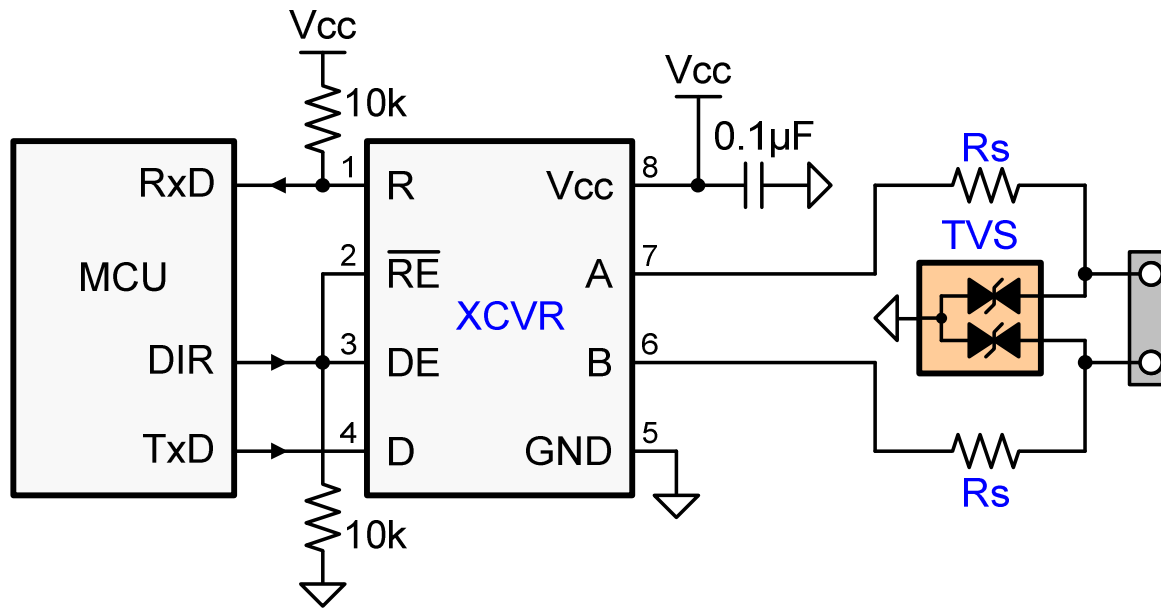 Vcc
10k
Vcc
0.1µF
Rs
TVS
MCU
RxD
DIR
TxD
1
2
3
4
R
RE
DE
D
XCVR
Vcc
A
B
GND
8
7
6
5
10k
Rs